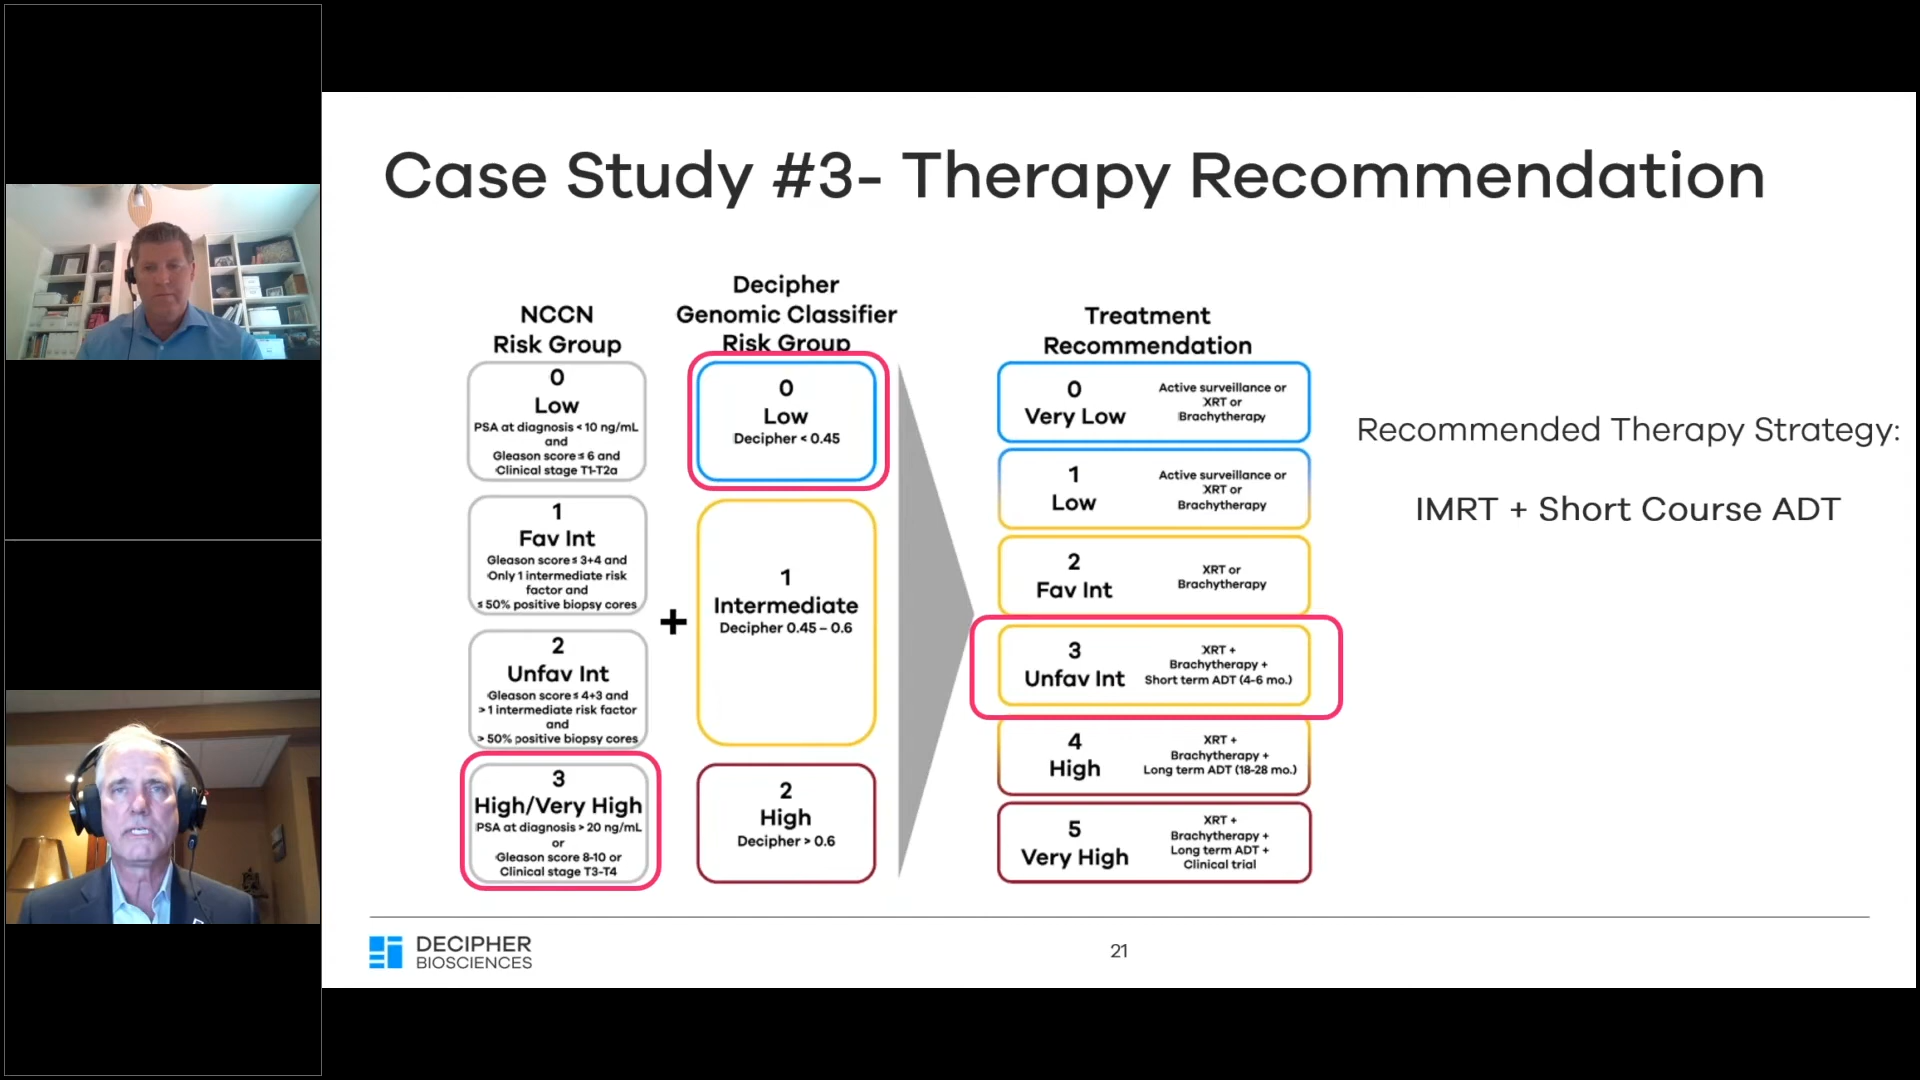 Case Study #3- Therapy Recommendation
NCCN
Risk Group
0
Low
PSA at diagnosis < 10 ng/mL
and
Gleason score ≤ 6 and
Clinical stage T1-T2a
1
Fav Int
Gleason score ≤ 3+4 and
Only 1 intermediate risk
factor and
≤ 50% positive biopsy cores
2
Unfav Int
Gleason score ≤ 4+3 and
> 1 intermediate risk factor
and
> 50% positive biopsy cores
3
High/Very High
PSA at diagnosis > 20 ng/mL
or
Gleason score 8-10 or
Clinical stage T3-T4
+
Decipher
Genomic Classifier
Risk Group
0
Low
Decipher < 0.45
1
Intermediate
Decipher 0.45 – 0.6
2
High
Decipher > 0.6
Treatment
Recommendation
0
Very Low
Active surveillance or
XRT or
Brachytherapy
1
Low
Active surveillance or
XRT or
Brachytherapy
2
Fav Int
XRT or
Brachytherapy
3
Unfav Int
XRT +
Brachytherapy +
Short term ADT (4-6 mo.)
4
High
XRT +
Brachytherapy +
Long term ADT (18-28 mo.)
5
Very High
XRT +
Brachytherapy +
Long term ADT +
Clinical trial
Recommended Therapy Strategy:
IMRT + Short Course ADT
DECIPHER
BIOSCIENCES
21